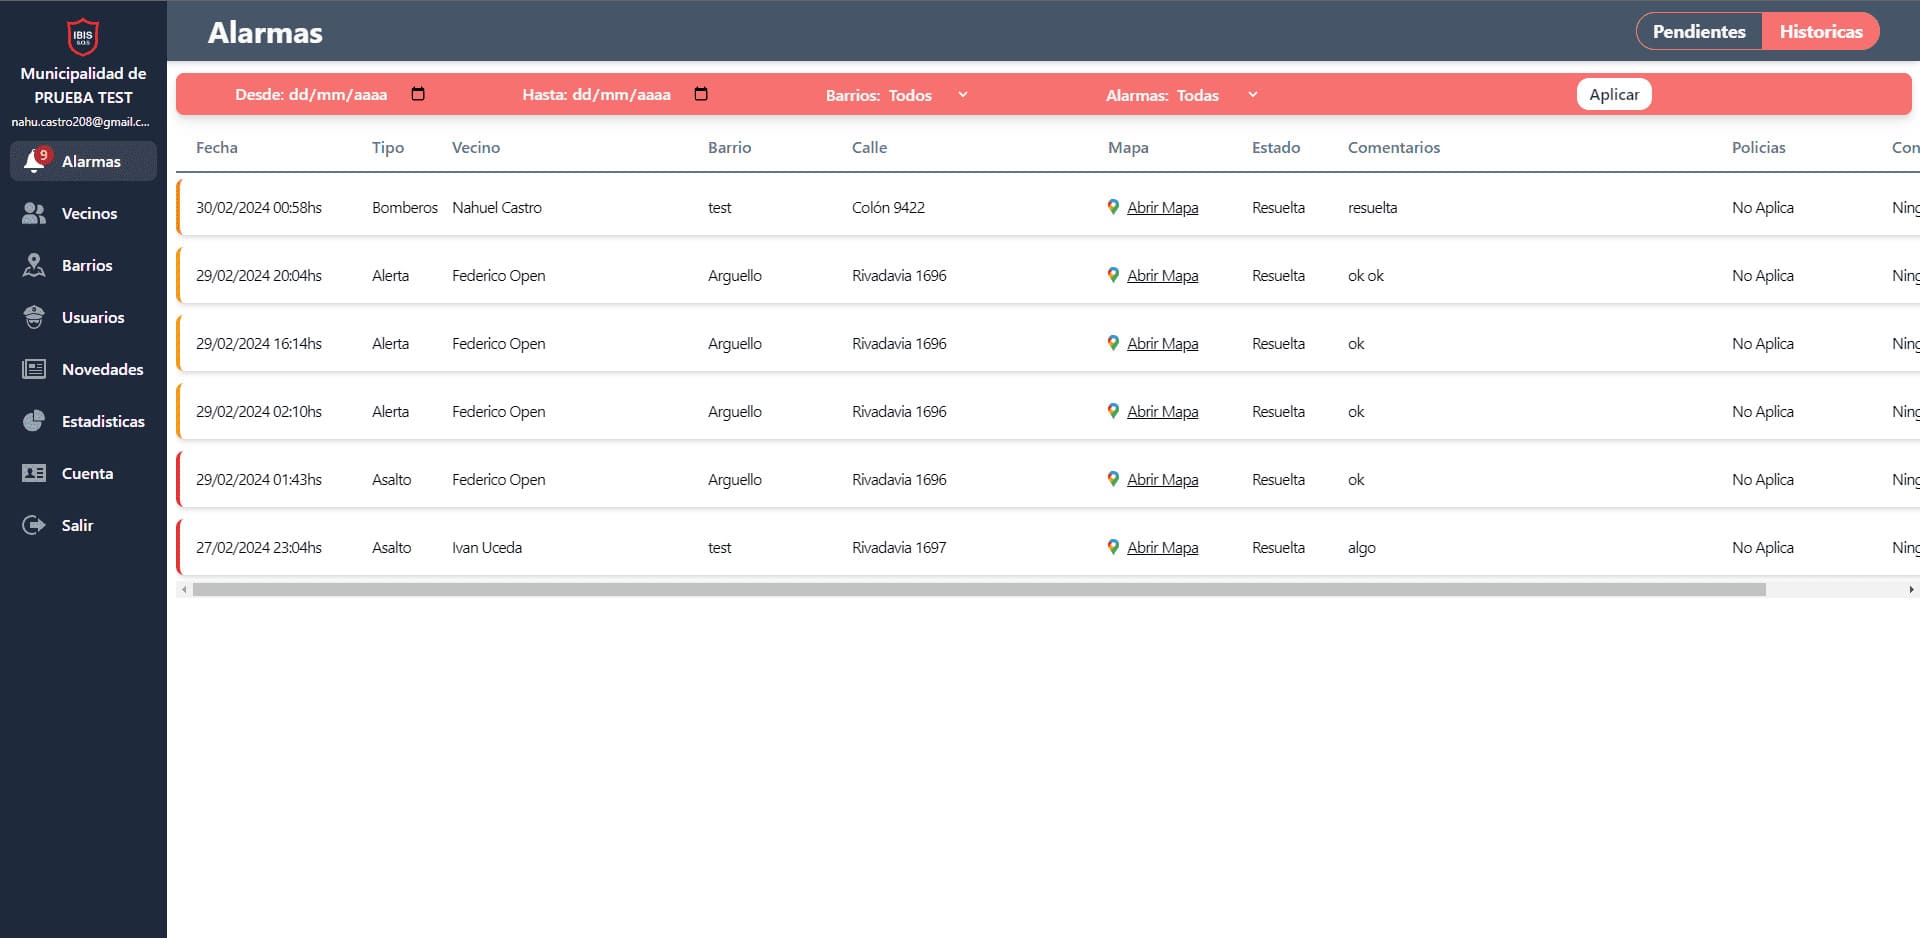 IBIS
S.O.S
Municipalidad de
PRUEBA TEST
nahu.castro208@gmail.c...
9
Alarmas
Vecinos
Barrios
Usuarios
Novedades
Estadisticas
Cuenta
Salir
Alarmas
Pendientes Historicas
Desde: dd/mm/aaaa Hasta: dd/mm/aaaa Barrios: Todos Alarmas: Todas Aplicar
Fecha Tipo Vecino Barrio Calle Mapa Estado Comentarios Policias Con
30/02/2024 00:58hs Bomberos Nahuel Castro test Colón 9422 Abrir Mapa Resuelta resuelta No Aplica Ning
29/02/2024 20:04hs Alerta Federico Open Arguello Rivadavia 1696 Abrir Mapa Resuelta ok ok No Aplica Ning
29/02/2024 16:14hs Alerta Federico Open Arguello Rivadavia 1696 Abrir Mapa Resuelta ok No Aplica Ning
29/02/2024 02:10hs Alerta Federico Open Arguello Rivadavia 1696 Abrir Mapa Resuelta ok No Aplica Ning
29/02/2024 01:43hs Asalto Federico Open Arguello Rivadavia 1696 Abrir Mapa Resuelta ok No Aplica Ning
27/02/2024 23:04hs Asalto Ivan Uceda test Rivadavia 1697 Abrir Mapa Resuelta algo No Aplica Ning